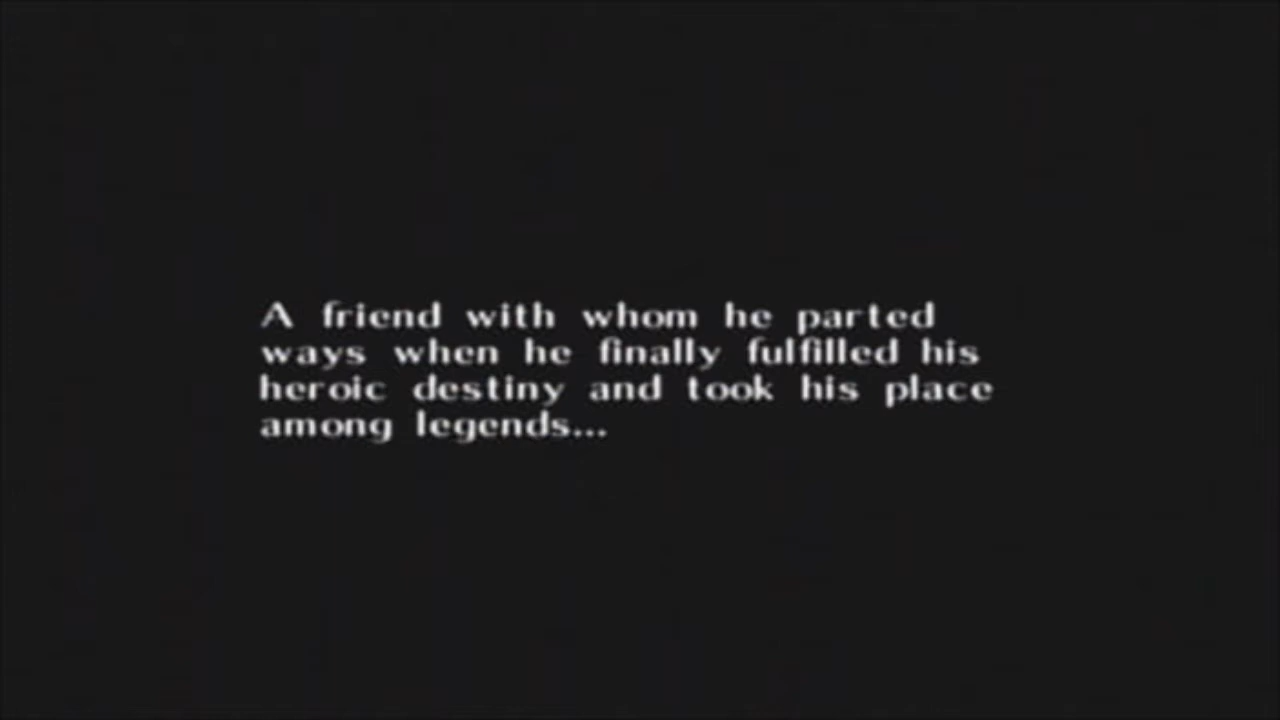 A friend with whom he parted
ways when he finally fulfilled his
heroic destiny and took his place
among legends...